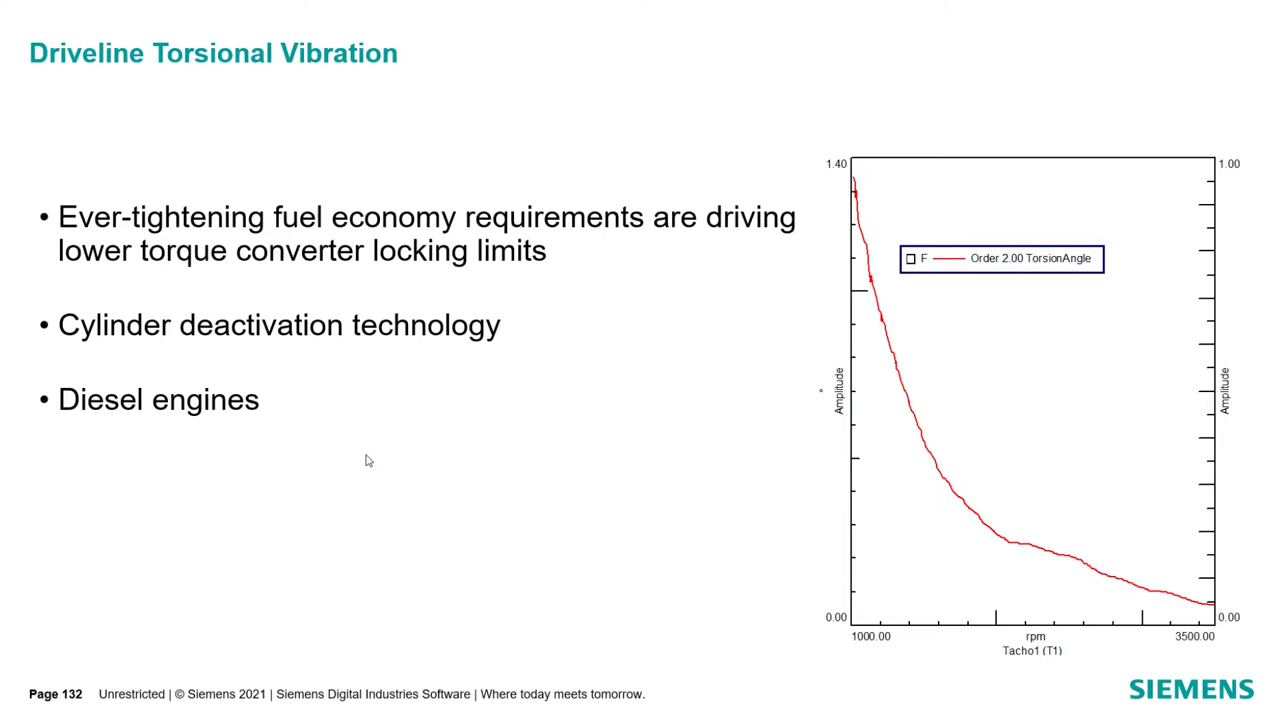 Driveline Torsional Vibration
• Ever-tightening fuel economy requirements are driving
lower torque converter locking limits
• Cylinder deactivation technology
• Diesel engines
1.40
1.00
F Order 2.00 TorsionAngle
°
Amplitude
Amplitude
0.00
0.00
1000.00 rpm 3500.00
Tacho1 (T1)
Page 132 Unrestricted | © Siemens 2021 | Siemens Digital Industries Software | Where today meets tomorrow.
SIEMENS